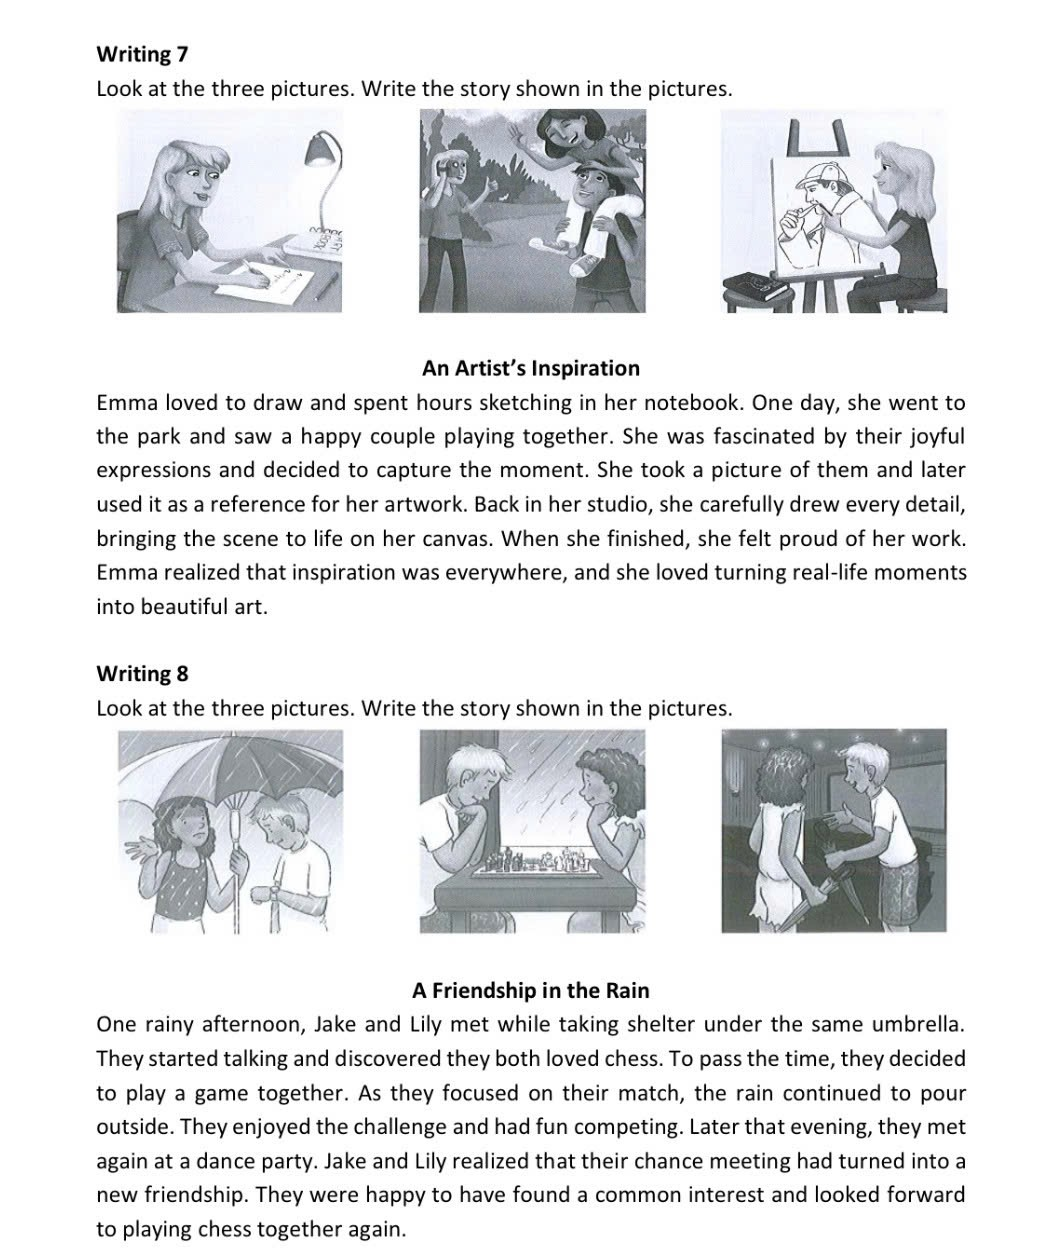 Writing 7
Look at the three pictures. Write the story shown in the pictures.
An Artist’s Inspiration
Emma loved to draw and spent hours sketching in her notebook. One day, she went to
the park and saw a happy couple playing together. She was fascinated by their joyful
expressions and decided to capture the moment. She took a picture of them and later
used it as a reference for her artwork. Back in her studio, she carefully drew every detail,
bringing the scene to life on her canvas. When she finished, she felt proud of her work.
Emma realized that inspiration was everywhere, and she loved turning real-life moments
into beautiful art.
Writing 8
Look at the three pictures. Write the story shown in the pictures.
A Friendship in the Rain
One rainy afternoon, Jake and Lily met while taking shelter under the same umbrella.
They started talking and discovered they both loved chess. To pass the time, they decided
to play a game together. As they focused on their match, the rain continued to pour
outside. They enjoyed the challenge and had fun competing. Later that evening, they met
again at a dance party. Jake and Lily realized that their chance meeting had turned into a
new friendship. They were happy to have found a common interest and looked forward
to playing chess together again.